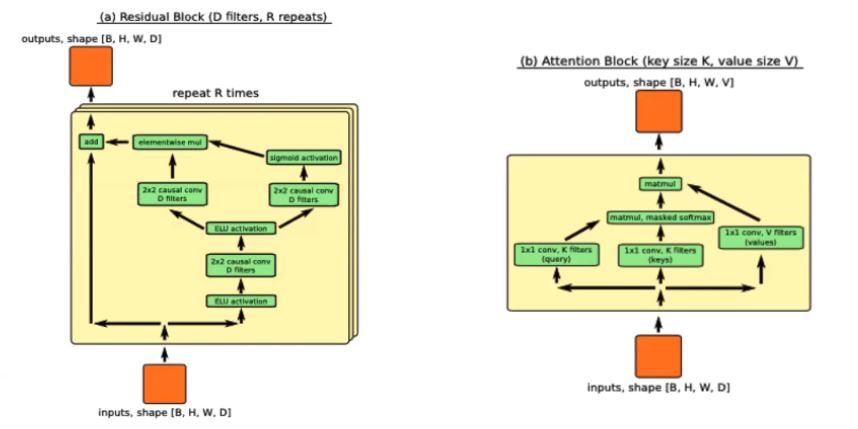 (a) Residual Block (D filters, R repeats)
outputs, shape [B, H, W, D]
repeat R times
add
elementwise mul
sigmoid activation
2x2 causal conv
D filters
2x2 causal conv
D filters
ELU activation
2x2 causal conv
D filters
ELU activation
inputs, shape [B, H, W, D]
(b) Attention Block (key size K, value size V)
outputs, shape [B, H, W, V]
matmul
matmul, masked softmax
1x1 conv, V filters
(values)
1x1 conv, K filters
(query)
1x1 conv, K filters
(keys)
inputs, shape [B, H, W, D]